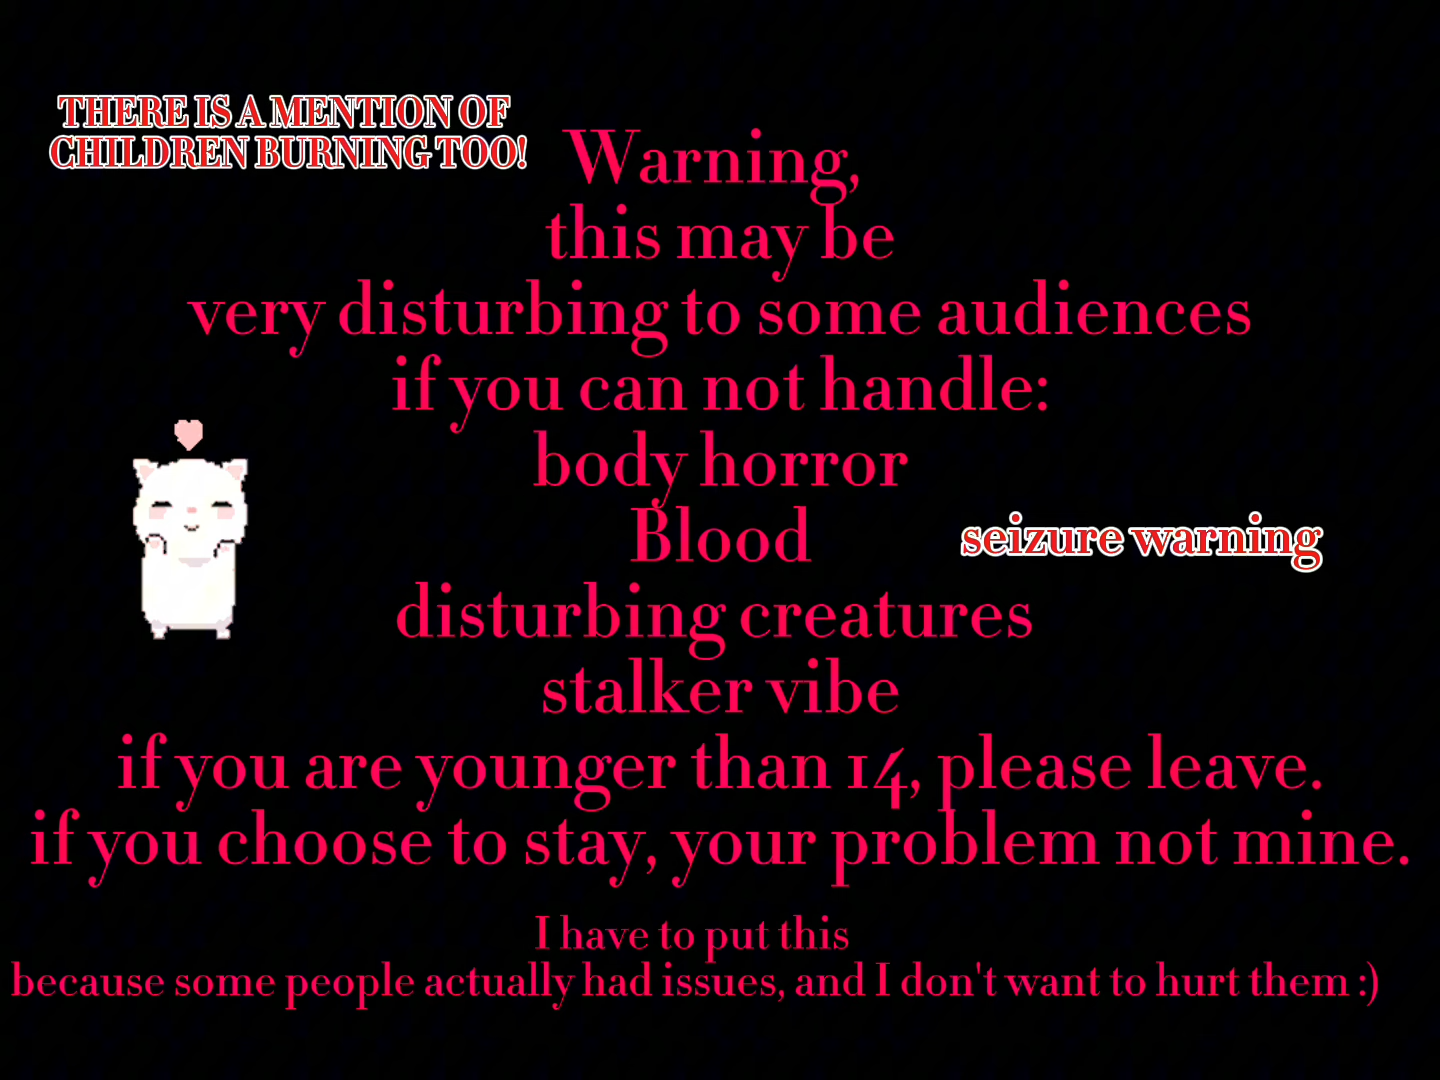 THERE IS A MENTION OF
CHILDREN BURNING TOO!
Warning,
this may be
very disturbing to some audiences
if you can not handle:
body horror
Blood
seizure warning
disturbing creatures
stalker vibe
if you are younger than 14, please leave.
if you choose to stay, your problem not mine.
I have to put this
because some people actually had issues, and I don't want to hurt them :)